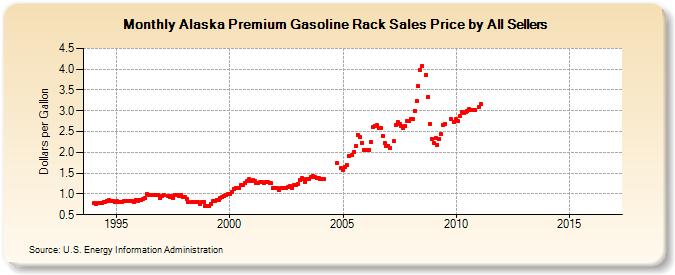 Monthly Alaska Premium Gasoline Rack Sales Price by All Sellers
Dollars per Gallon
4.5
4.0
3.5
3.0
2.5
2.0
1.5
1.0
0.5
1995 2000 2005 2010 2015
Source: U.S. Energy Information Administration